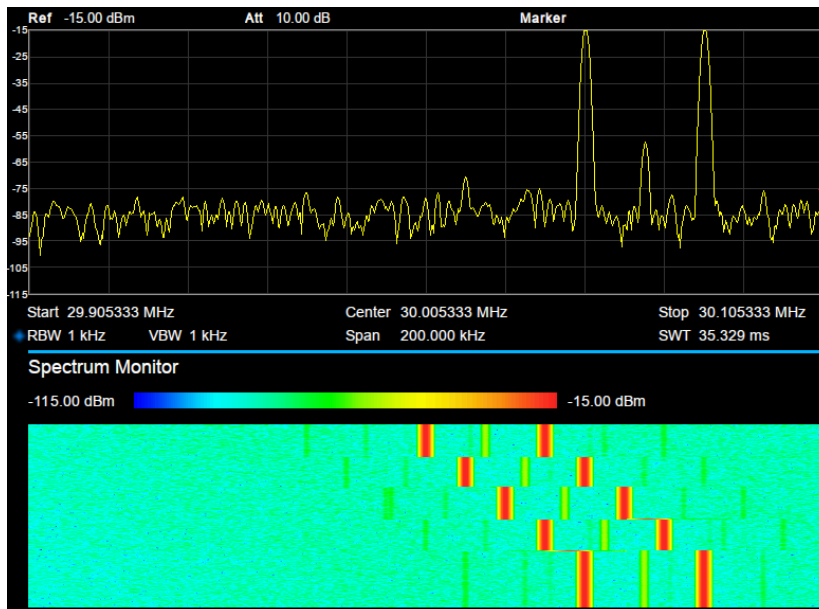 Ref -15.00 dBm Att 10.00 dB Marker
-15
-25
-35
-45
-55
-65
-75
-85
-95
-105
-115
Start 29.905333 MHz Center 30.005333 MHz Stop 30.105333 MHz
RBW 1 kHz VBW 1 kHz Span 200.000 kHz SWT 35.329 ms
Spectrum Monitor
-115.00 dBm -15.00 dBm